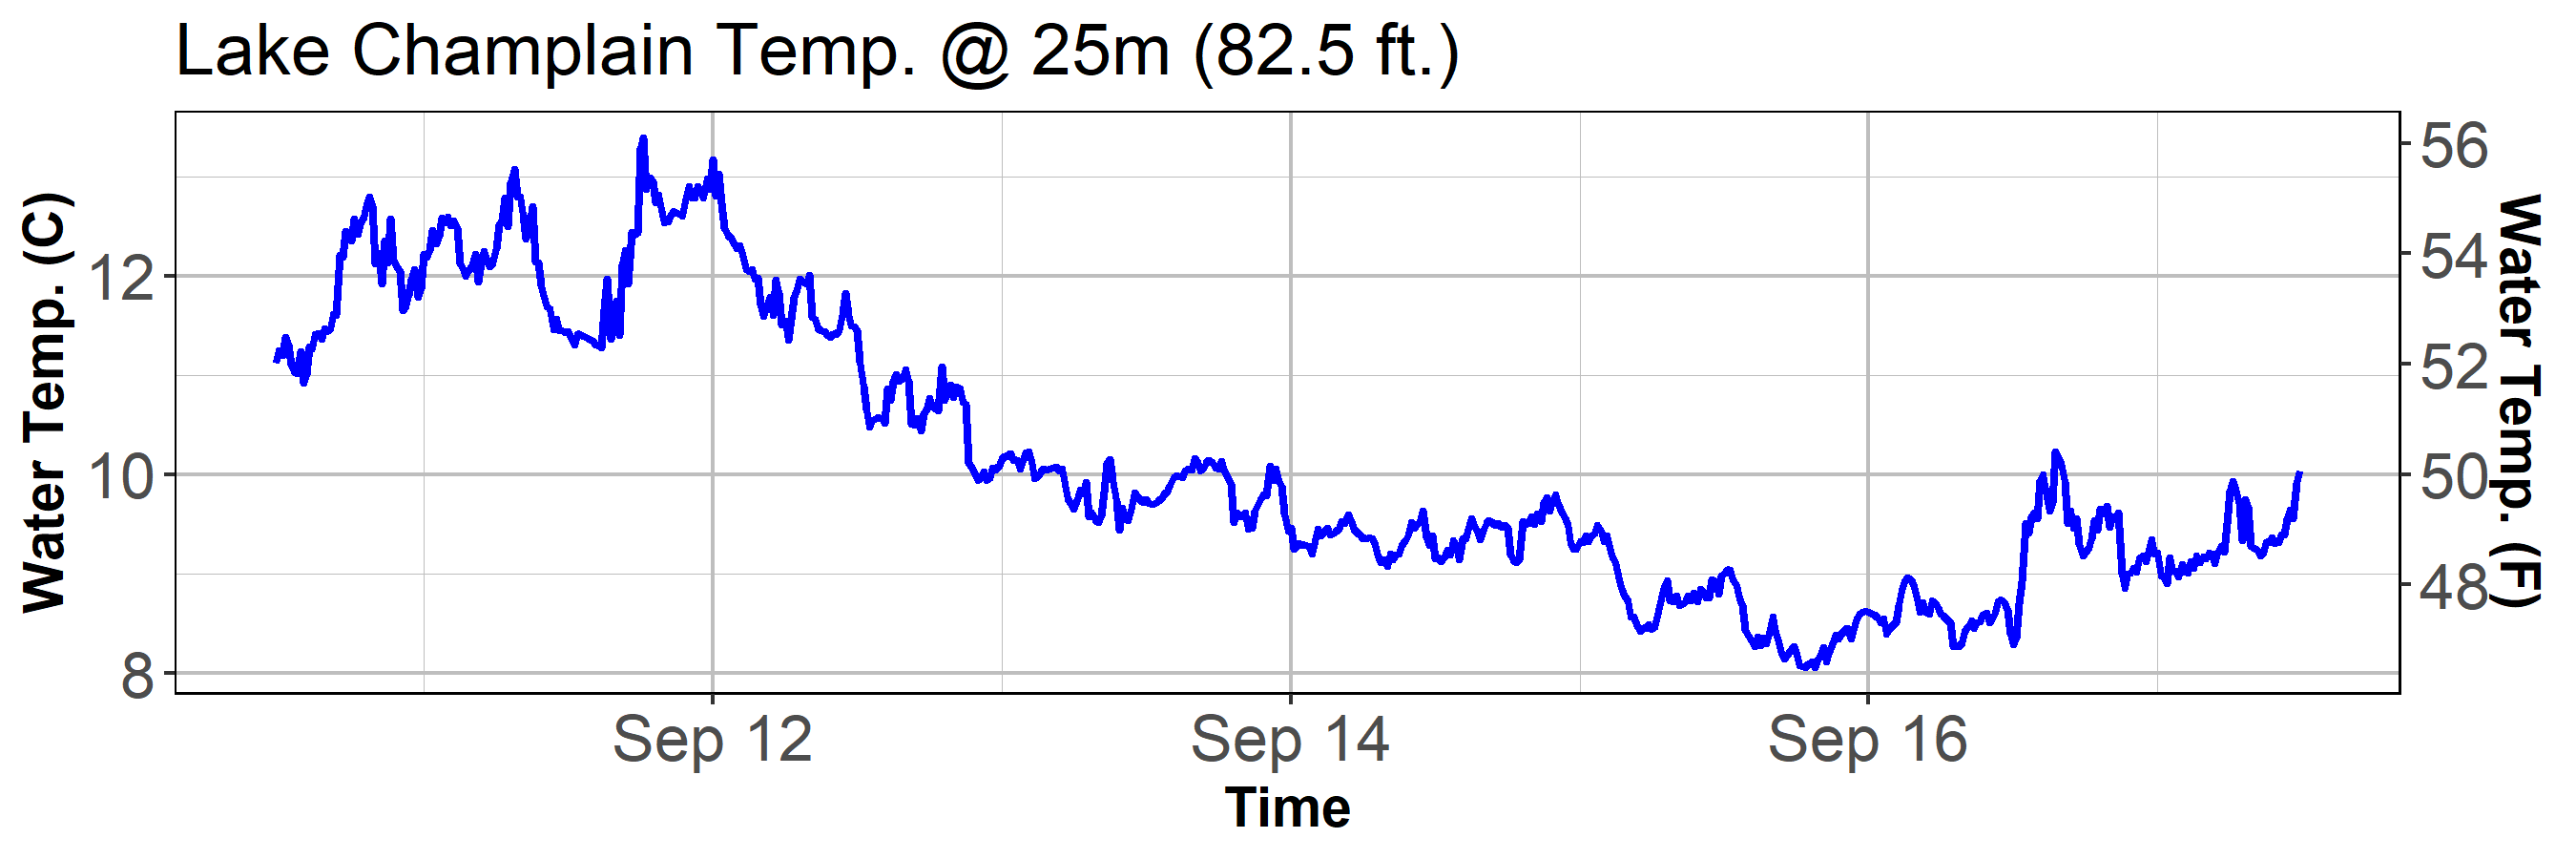 Lake Champlain Temp. @ 25m (82.5 ft.)
Water Temp. (C)
12
10
8
56
54
52
50
48
Water Temp. (F)
Sep 12
Sep 14
Sep 16
Time